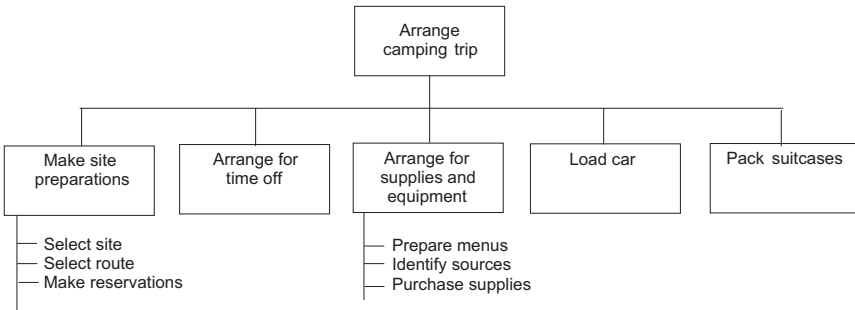 Arrange
camping trip
Make site
preparations
Arrange for
time off
Arrange for
supplies and
equipment
Load car
Pack suitcases
Select site
Select route
Make reservations
Prepare menus
Identify sources
Purchase supplies